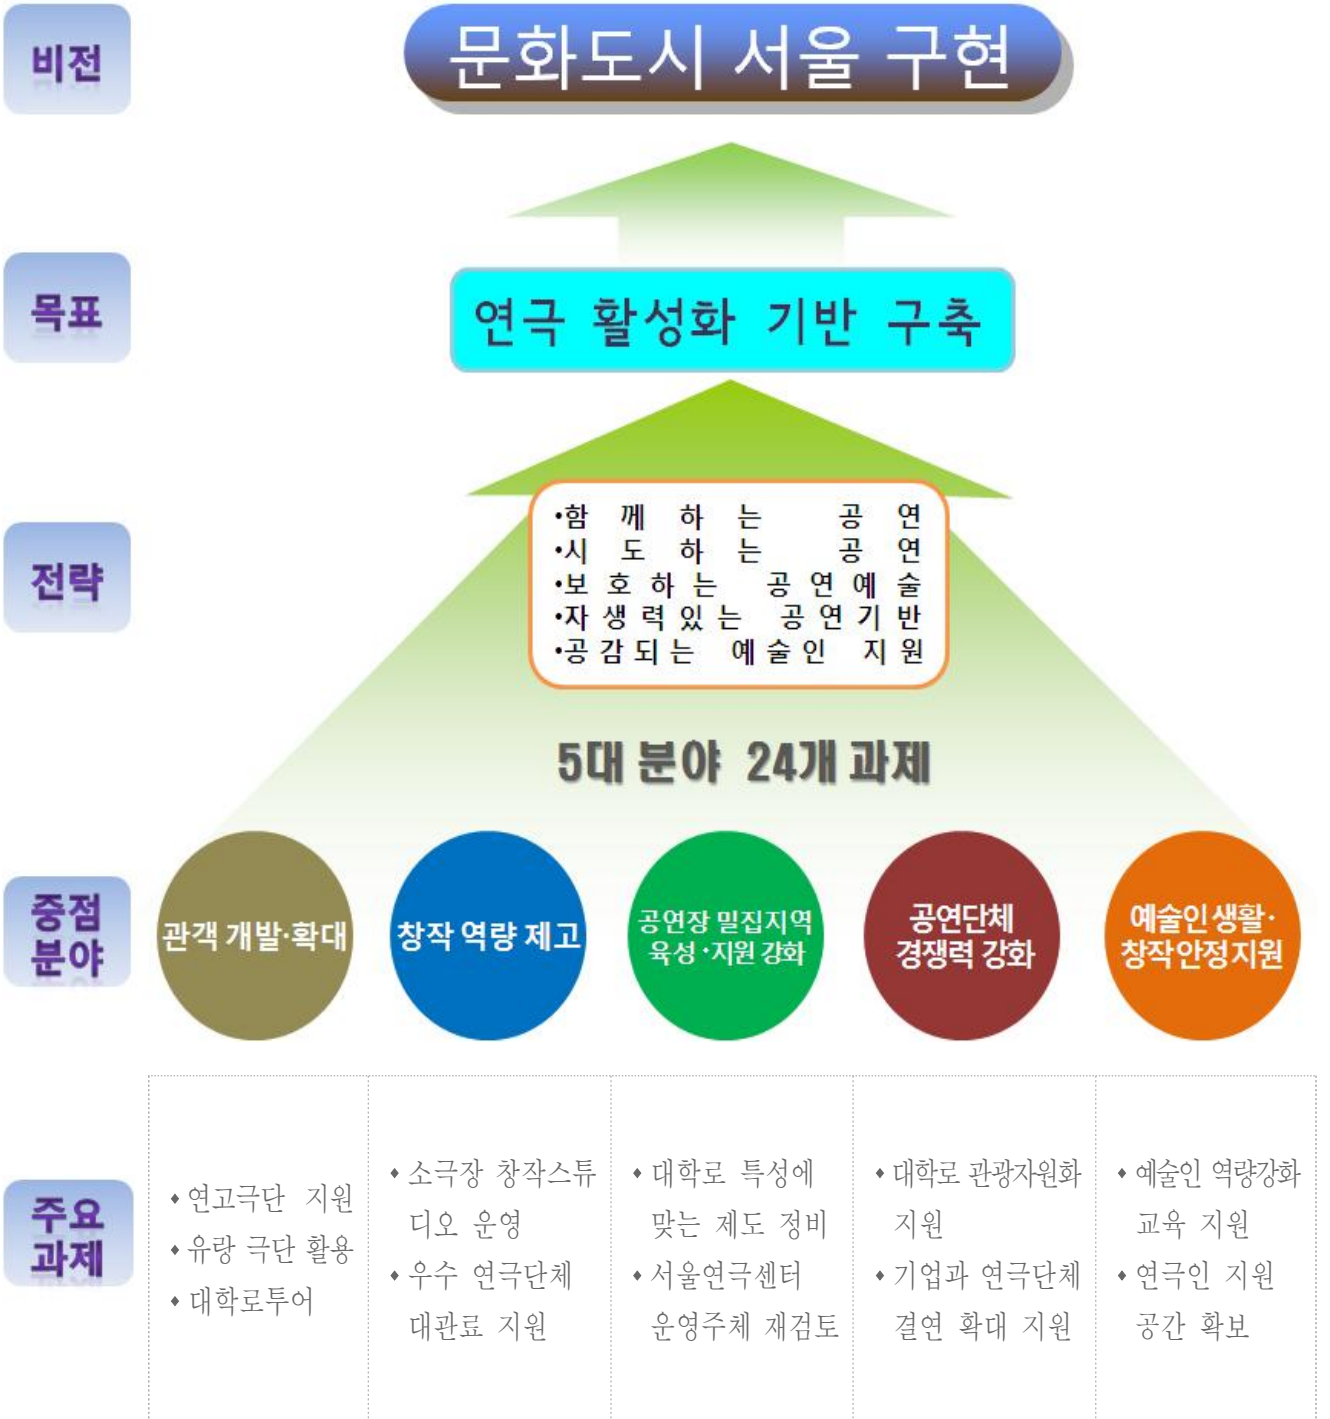 비전
문화도시 서울 구현
목표
연극 활성화 기반 구축
전략
•함께하는 공연
•시도하는 공연
•보호하는 공연예술
•자생력있는 공연기반
•공감되는 예술인 지원
5대 분야 24개 과제
중점
분야
관객 개발·확대
창작 역량 제고
공연장 밀집지역
육성·지원 강화
공연단체
경쟁력 강화
예술인 생활·
창작안정지원
주요
과제
◆연고극단 지원
◆유랑 극단 활용
◆대학로투어
◆소극장 창작스튜
디오 운영
◆우수 연극단체
대관료 지원
◆대학로 특성에
맞는 제도 정비
◆서울연극센터
운영주체 재검토
◆대학로 관광자원화
지원
◆기업과 연극단체
결연 확대 지원
◆예술인 역량강화
교육 지원
◆연극인 지원
공간 확보